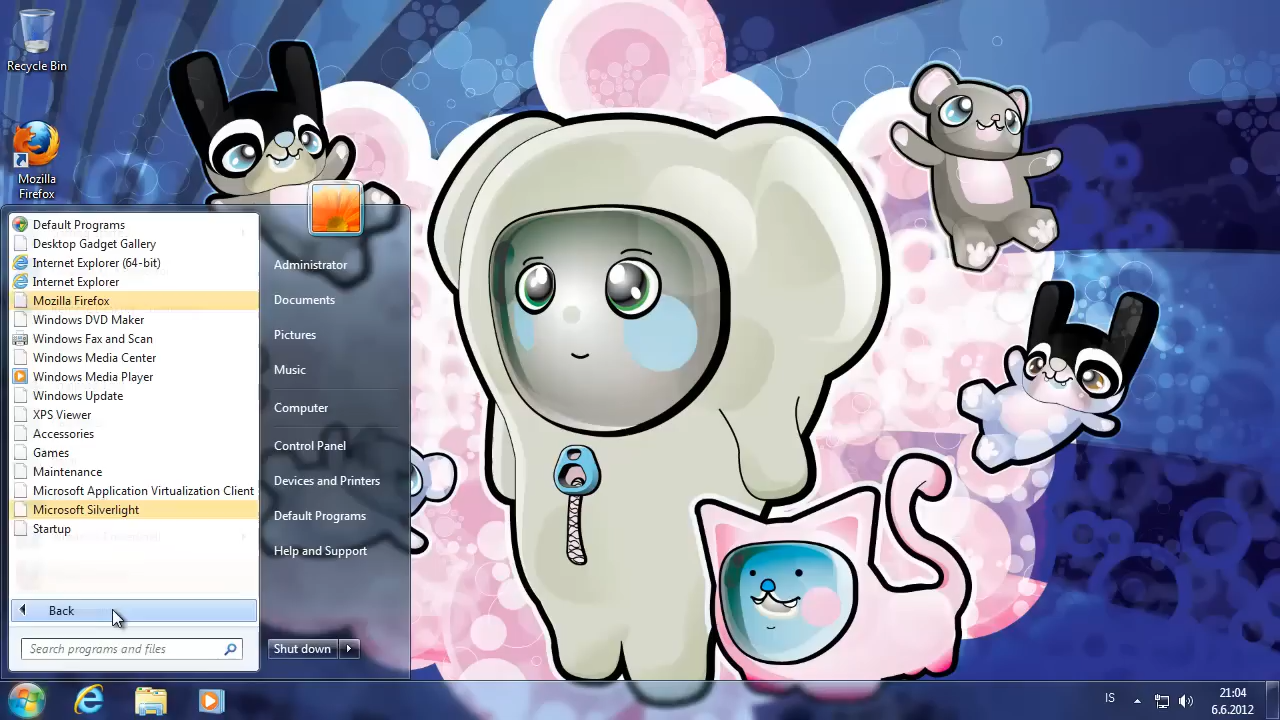 Recycle Bin
Mozilla
Firefox
Default Programs
Desktop Gadget Gallery
Internet Explorer (64-bit)
Internet Explorer
Mozilla Firefox
Windows DVD Maker
Windows Fax and Scan
Windows Media Center
Windows Media Player
Windows Update
XPS Viewer
Accessories
Games
Maintenance
Microsoft Application Virtualization Client
Microsoft Silverlight
Startup
Back
Search programs and files
Administrator
Documents
Pictures
Music
Computer
Control Panel
Devices and Printers
Default Programs
Help and Support
Shut down
IS
21:04
6.6.2012